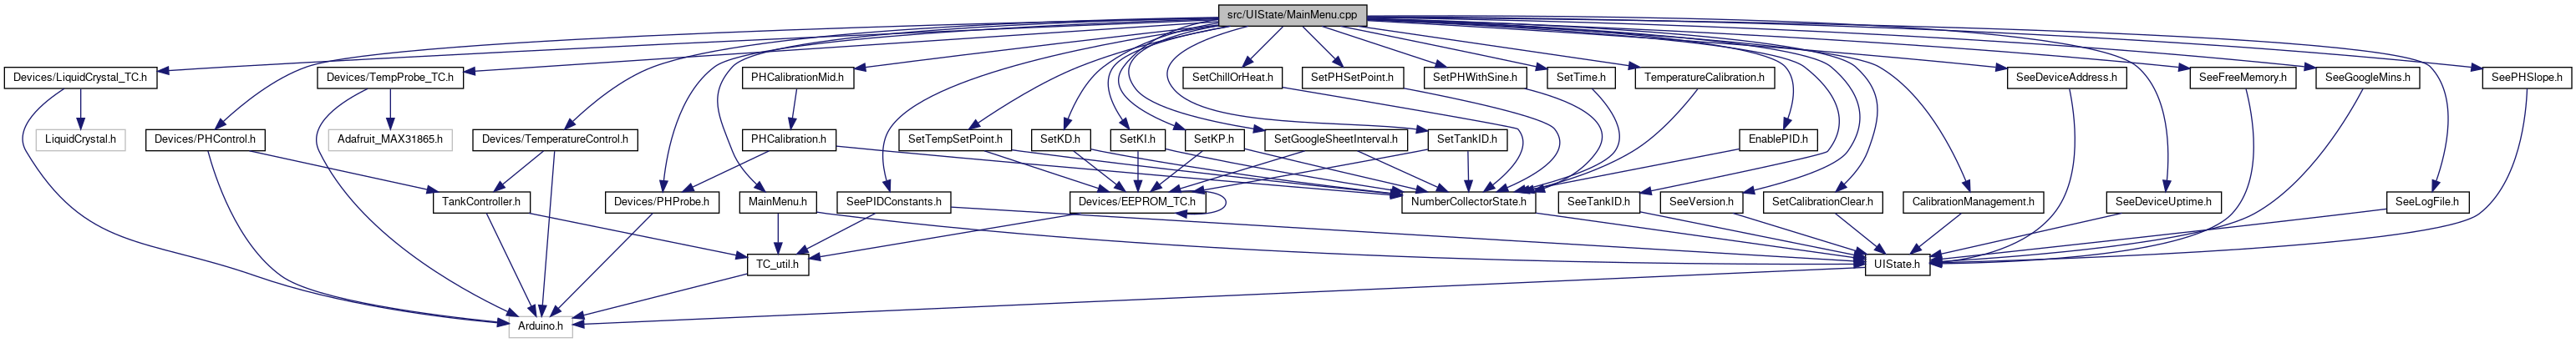 src/UIState/MainMenu.cpp
Devices/LiquidCrystal_TC.h
Devices/TempProbe_TC.h
PHCalibrationMid.h
SetChillOrHeat.h
SetPHSetPoint.h
SetPHWithSine.h
SetTime.h
TemperatureCalibration.h
SeeDeviceAddress.h
SeeFreeMemory.h
SeeGoogleMins.h
SeePHSlope.h
LiquidCrystal.h
Devices/PHControl.h
Adafruit_MAX31865.h
Devices/TemperatureControl.h
PHCalibration.h
SetTempSetPoint.h
SetKD.h
SetKI.h
SetKP.h
SetGoogleSheetInterval.h
SetTankID.h
EnablePID.h
TankController.h
Devices/PHProbe.h
MainMenu.h
SeePIDConstants.h
Devices/EEPROM_TC.h
NumberCollectorState.h
SeeTankID.h
SeeVersion.h
SetCalibrationClear.h
CalibrationManagement.h
SeeDeviceUptime.h
SeeLogFile.h
TC_util.h
UIState.h
Arduino.h